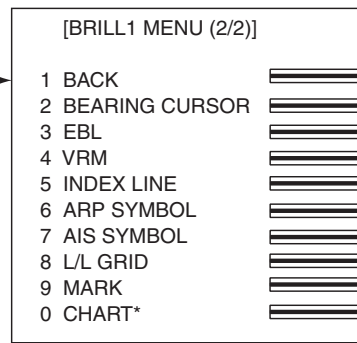 [BRILL1 MENU (2/2)]
1 BACK
2 BEARING CURSOR
3 EBL
4 VRM
5 INDEX LINE
6 ARP SYMBOL
7 AIS SYMBOL
8 L/L GRID
9 MARK
0 CHART*